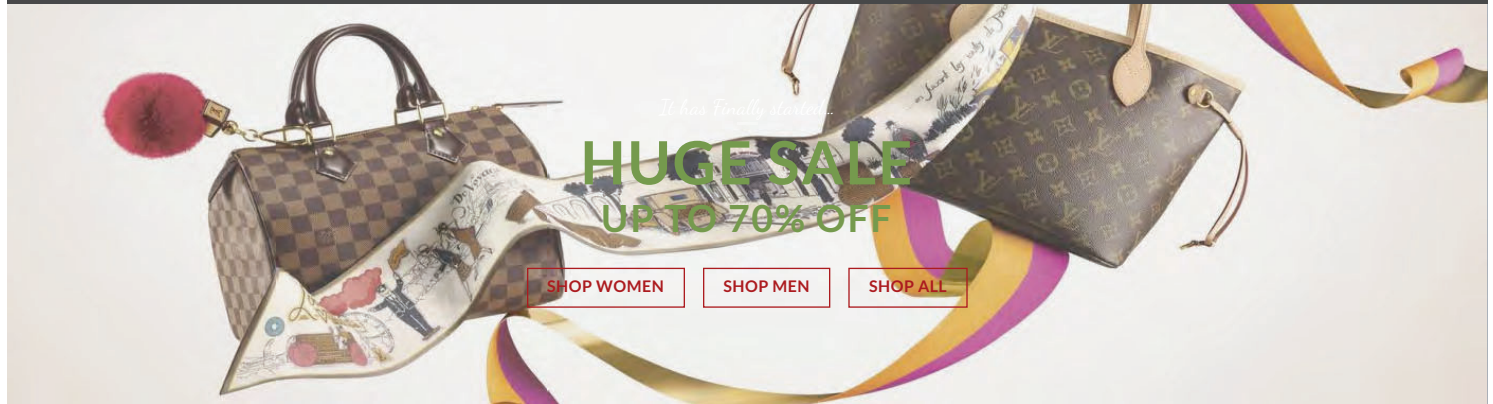 It has Finally started...
HUGE SALE
UP TO 70% OFF
SHOP WOMEN
SHOP MEN
SHOP ALL